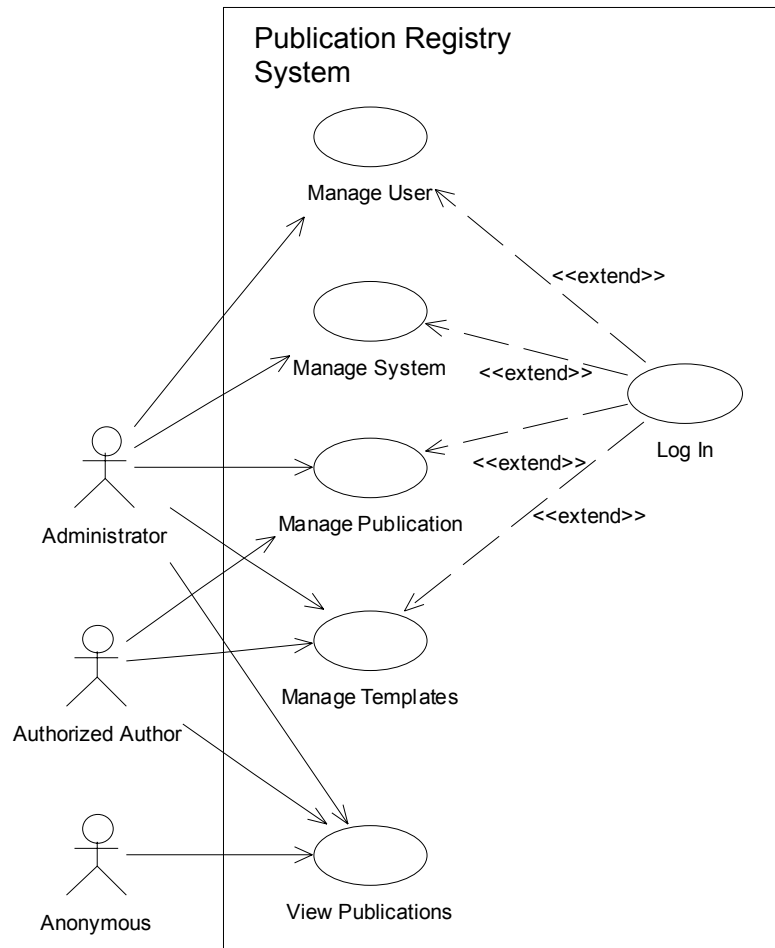 Publication Registry
System
Manage User
<<extend>>
Manage System
<<extend>>
Log In
<<extend>>
Manage Publication
<<extend>>
Administrator
Manage Templates
Authorized Author
View Publications
Anonymous